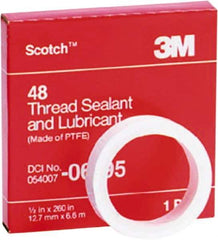 Scotch™ 3M
48
Thread Sealant
and Lubricant
(Made of PTFE)
DCI No.
054007
½ in x 260 in
12.7 mm x 6.6 m